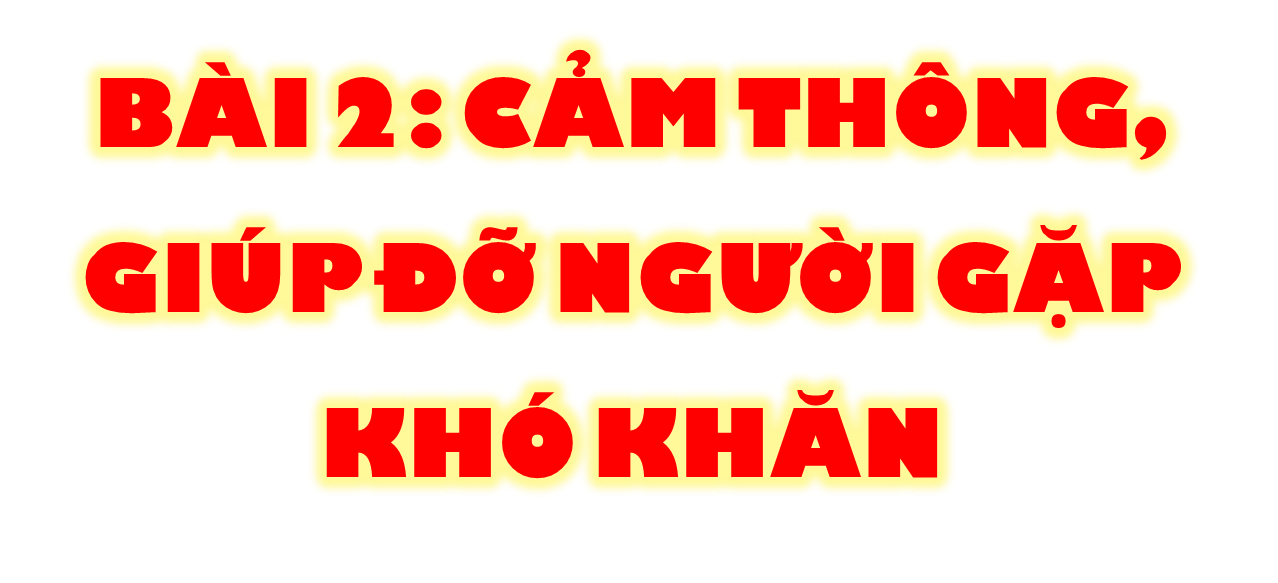 BÀI 2: CẢM THÔNG,
GIÚP ĐỠ NGƯỜI GẶP
KHÓ KHĂN